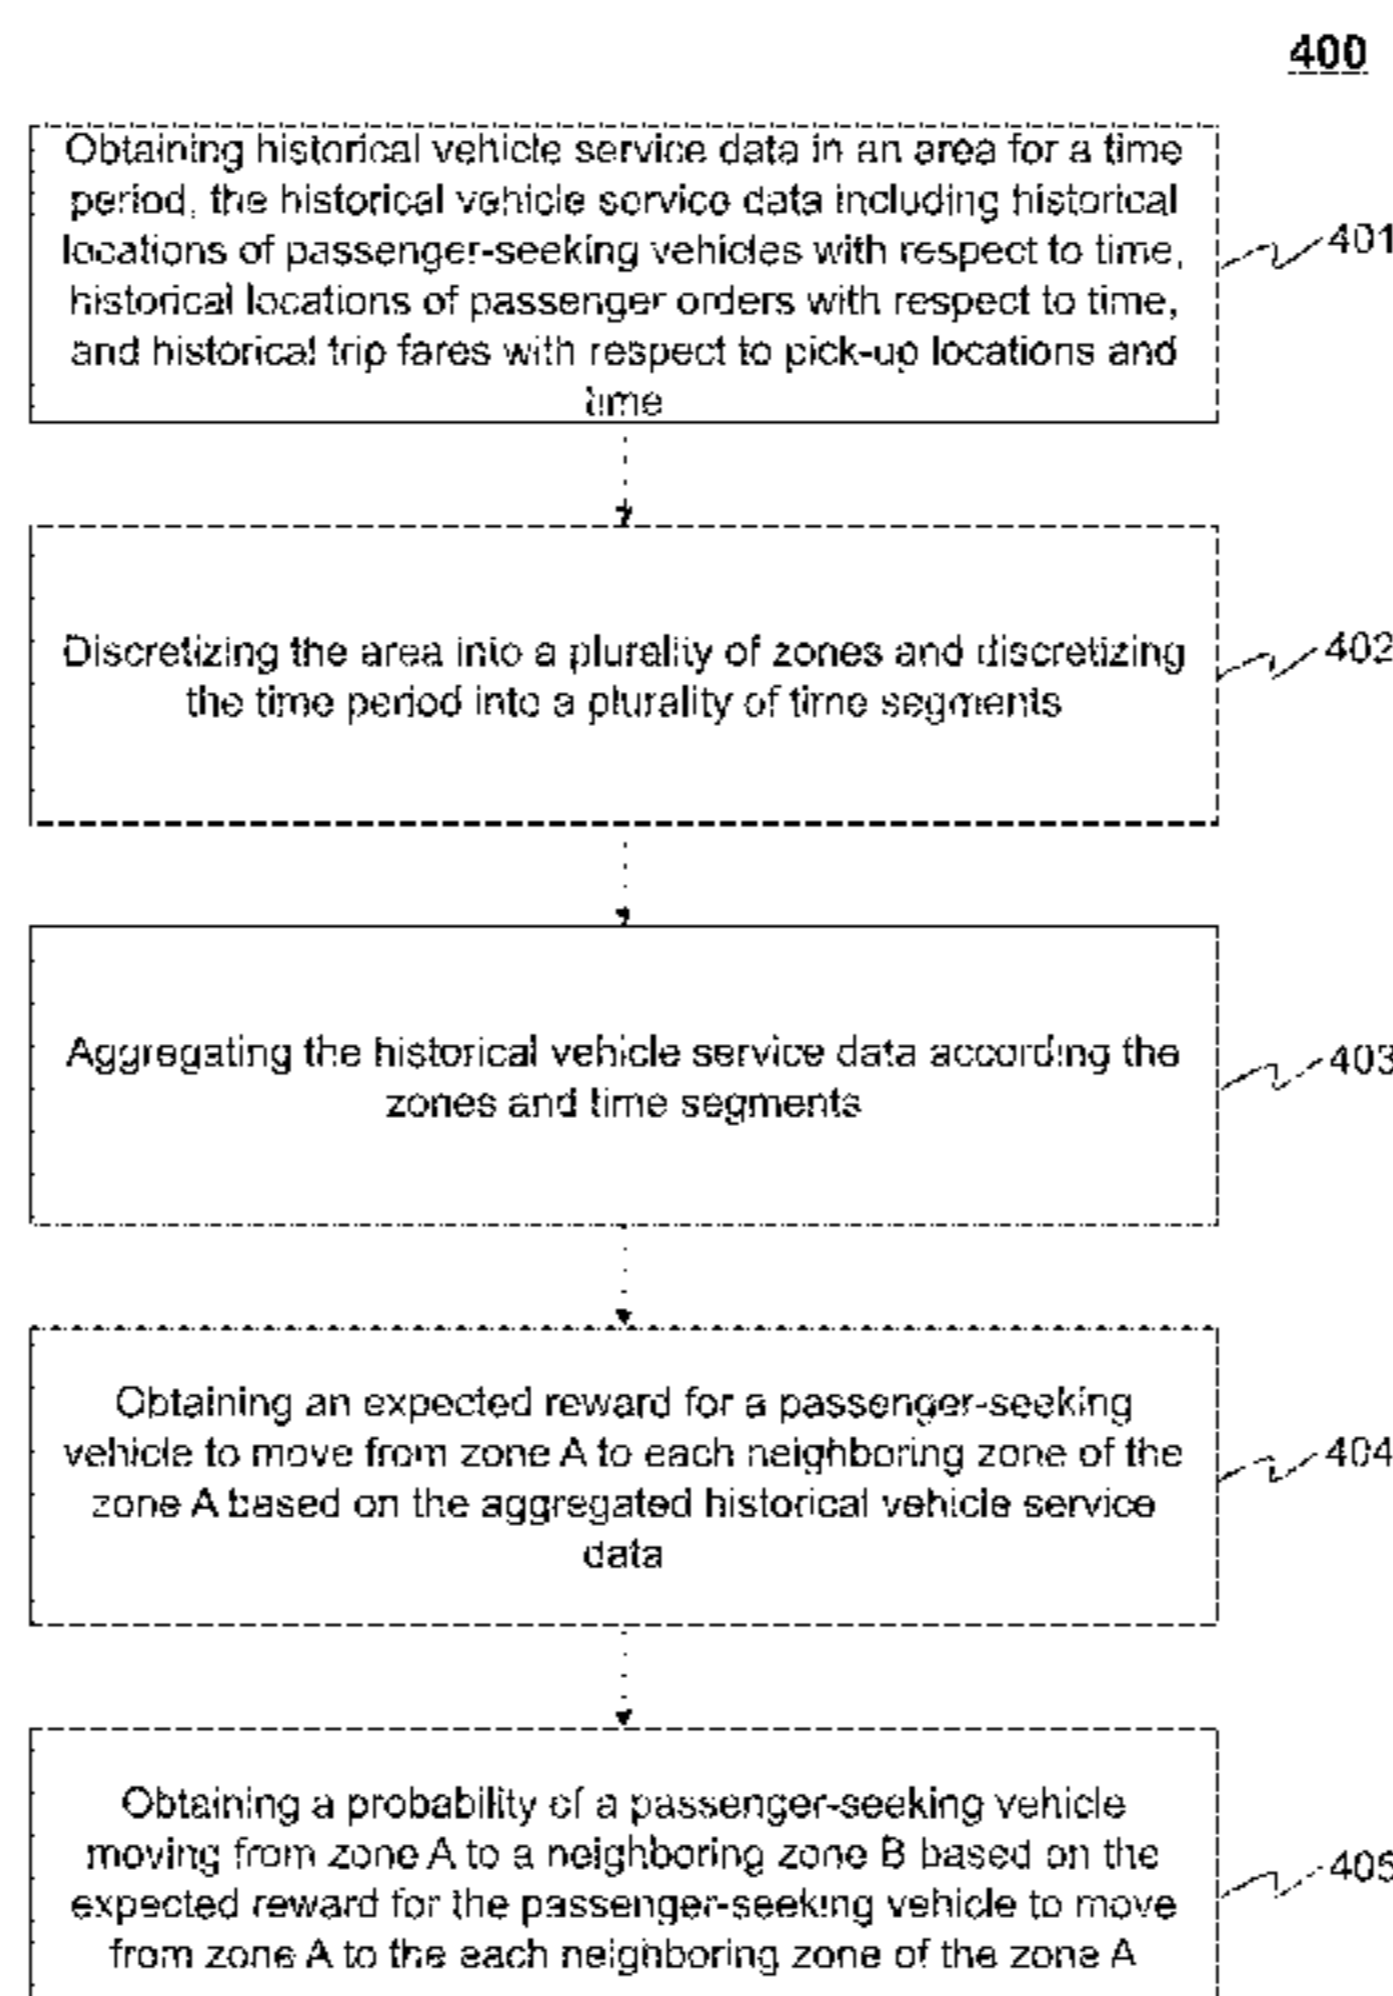 400
Obtaining historical vehicle service data in an area for a time
period, the historical vehicle service data including historical
locations of passenger-seeking vehicles with respect to time,
historical locations of passenger orders with respect to time,
and historical trip fares with respect to pick-up locations and
time
401
Discretizing the area into a plurality of zones and discretizing
the time period into a plurality of time segments
402
Aggregating the historical vehicle service data according the
zones and time segments
403
Obtaining an expected reward for a passenger-seeking
vehicle to move from zone A to each neighboring zone of the
zone A based on the aggregated historical vehicle service
data
404
Obtaining a probability of a passenger-seeking vehicle
moving from zone A to a neighboring zone B based on the
expected reward for the passenger-seeking vehicle to move
from zone A to the each neighboring zone of the zone A
405